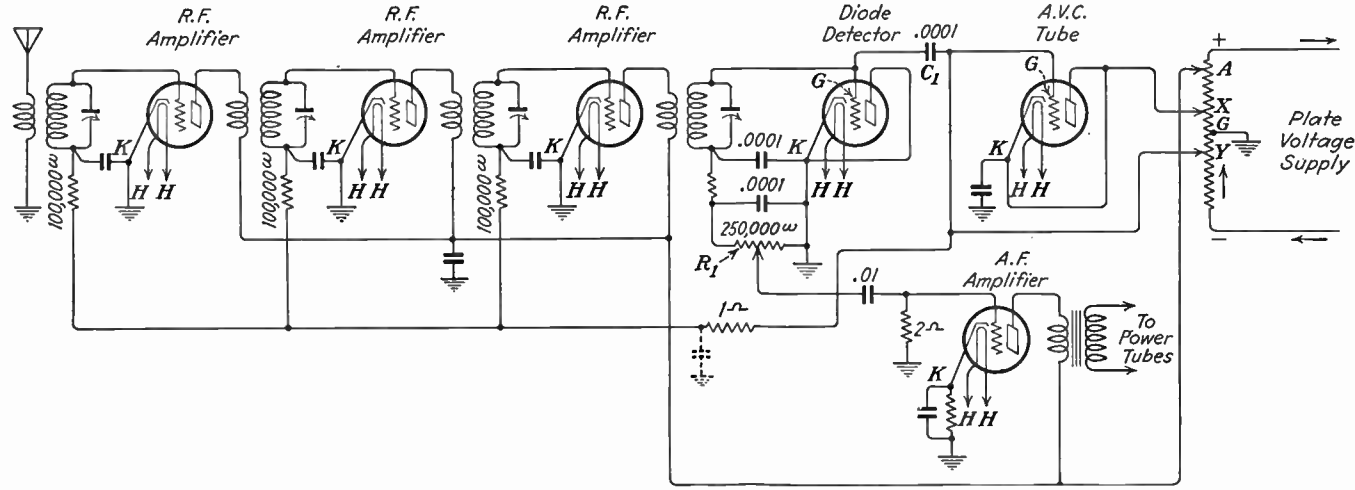 R.F.
Amplifier
R.F.
Amplifier
R.F.
Amplifier
Diode
Detector
.0001
C1
A.V.C.
Tube
+
A
X
G
Y
−
Plate
Voltage
Supply
G
G
K
H H
100,000ω
K
H H
100,000ω
K
H H
100,000ω
.0001
K
H H
.0001
250,000ω
R1
K
H H
.01
A.F.
Amplifier
1Ω
2Ω
K
H H
To
Power
Tubes